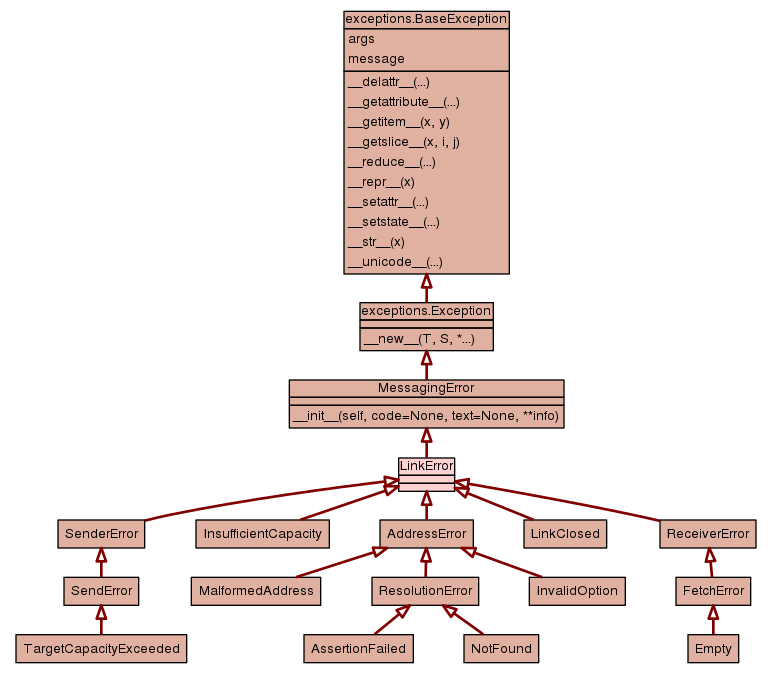 exceptions.BaseException
args
message
__delattr__(...)
__getattribute__(...)
__getitem__(x, y)
__getslice__(x, i, j)
__reduce__(...)
__repr__(x)
__setattr__(...)
__setstate__(...)
__str__(x)
__unicode__(...)
exceptions.Exception
__new__(T, S, *...)
MessagingError
__init__(self, code=None, text=None, **info)
LinkError
SenderError
InsufficientCapacity
AddressError
LinkClosed
ReceiverError
SendError
MalformedAddress
ResolutionError
InvalidOption
FetchError
TargetCapacityExceeded
AssertionFailed
NotFound
Empty